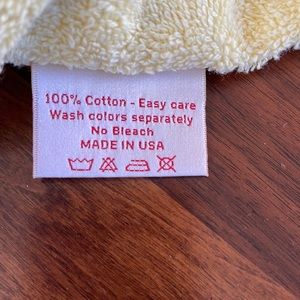 100% Cotton - Easy care
Wash colors separately
No Bleach
MADE IN USA